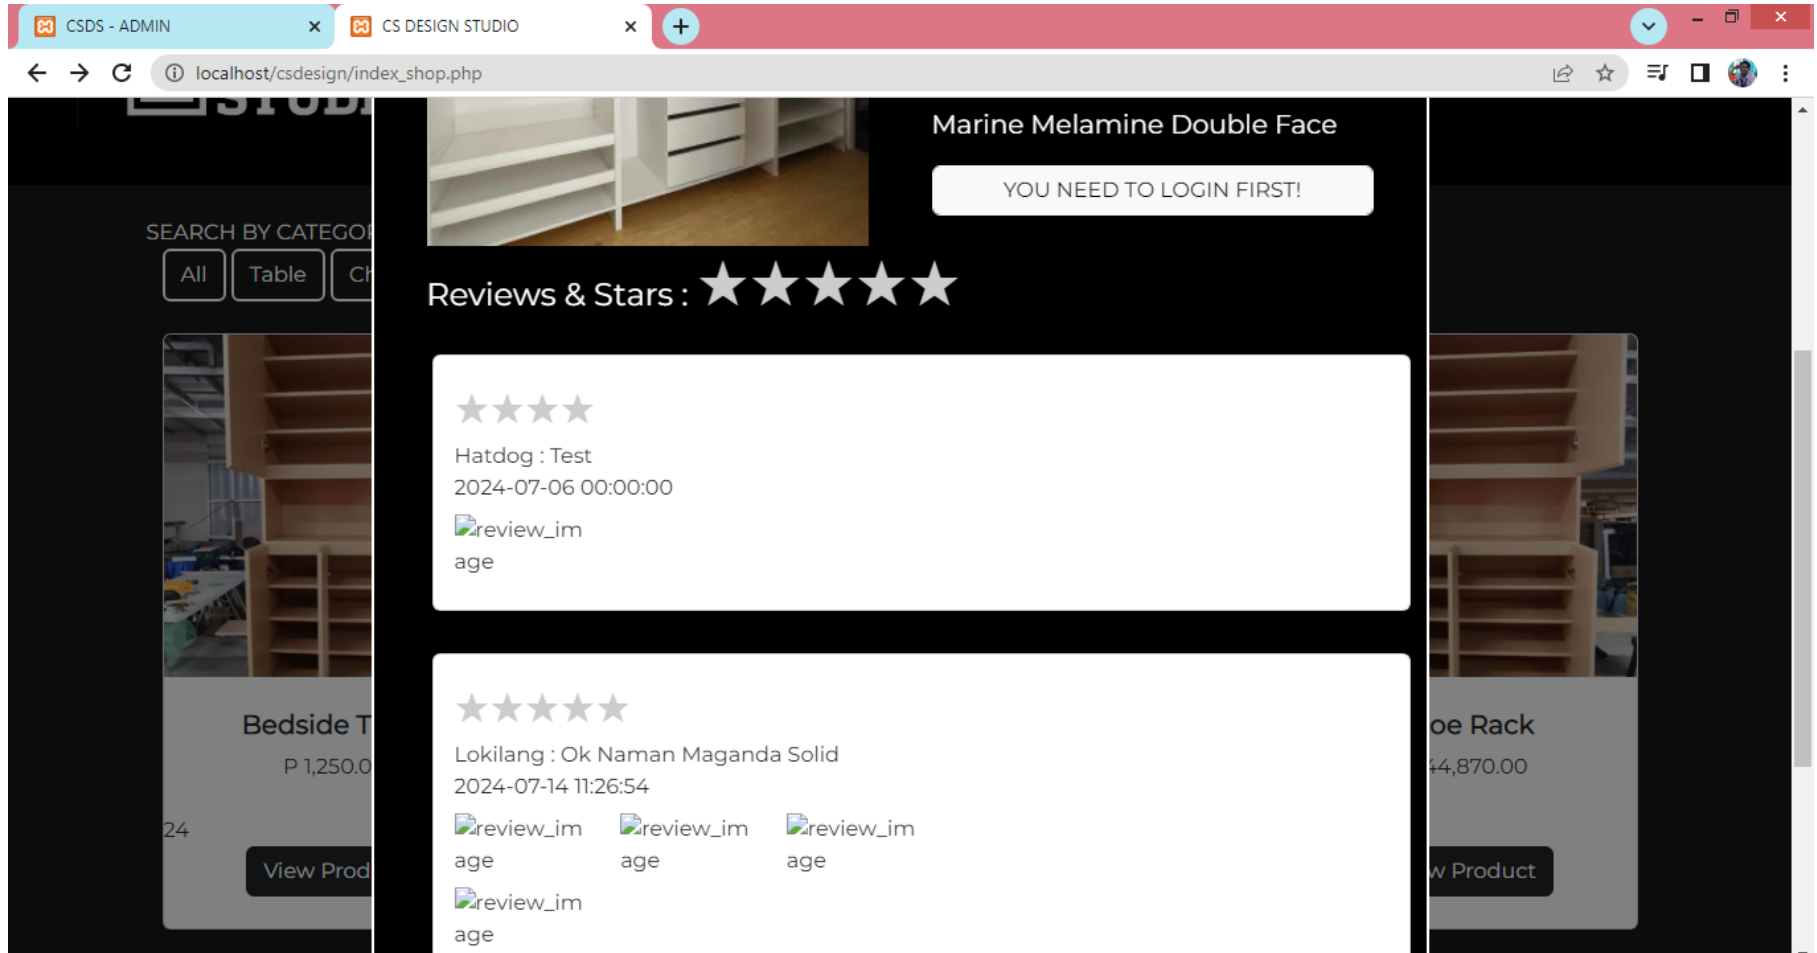 CSDS - ADMIN
CS DESIGN STUDIO
localhost/csdesign/index_shop.php
Marine Melamine Double Face
YOU NEED TO LOGIN FIRST!
SEARCH BY CATEGO
All
Table
Ch
Reviews & Stars :
Hatdog : Test
2024-07-06 00:00:00
review_im
age
Lokilang : Ok Naman Maganda Solid
2024-07-14 11:26:54
review_im review_im review_im
age age age
review_im
age
Bedside T
P 1,250.0
24
View Prod
oe Rack
44,870.00
w Product